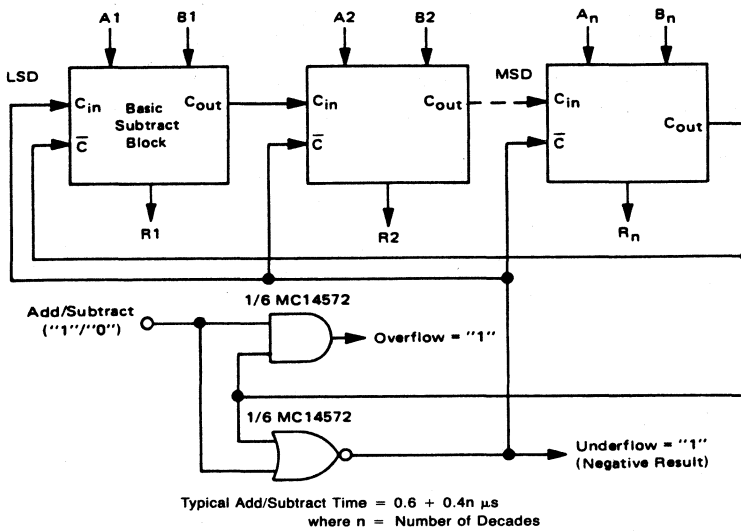 A1 B1 A2 B2 An Bn
LSD MSD
Cin Basic Subtract Block Cout Cin Cout Cin Cout
C̅ C̅ C̅
R1 R2 Rn
1/6 MC14572
Add/Subtract
("1"/"0")
Overflow = "1"
1/6 MC14572
Underflow = "1"
(Negative Result)
Typical Add/Subtract Time = 0.6 + 0.4n μs
where n = Number of Decades